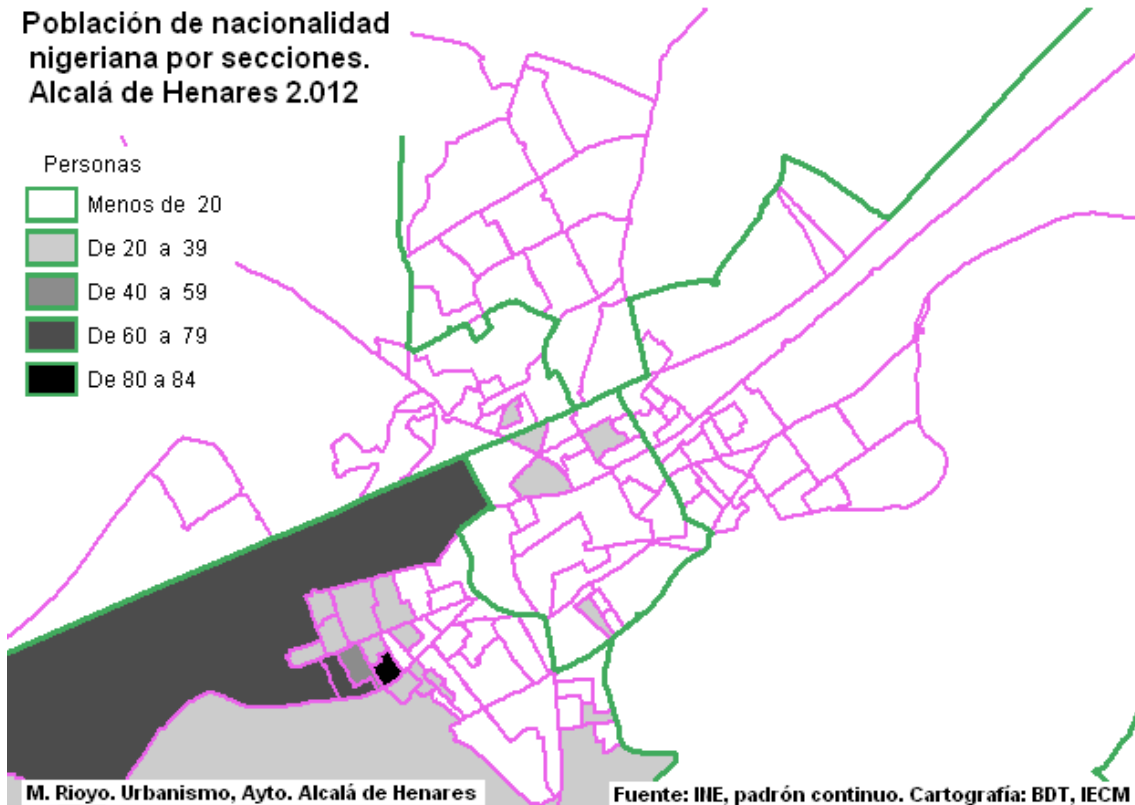 Población de nacionalidad
nigeriana por secciones.
Alcalá de Henares 2.012
Personas
Menos de 20
De 20 a 39
De 40 a 59
De 60 a 79
De 80 a 84
M. Rioyo. Urbanismo, Ayto. Alcalá de Henares
Fuente: INE, padrón continuo. Cartografía: BDT, IECM